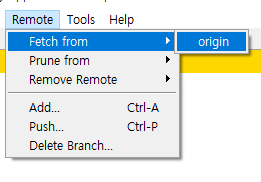 Remote Tools Help
Fetch from origin
Prune from
Remove Remote
Add... Ctrl-A
Push... Ctrl-P
Delete Branch...